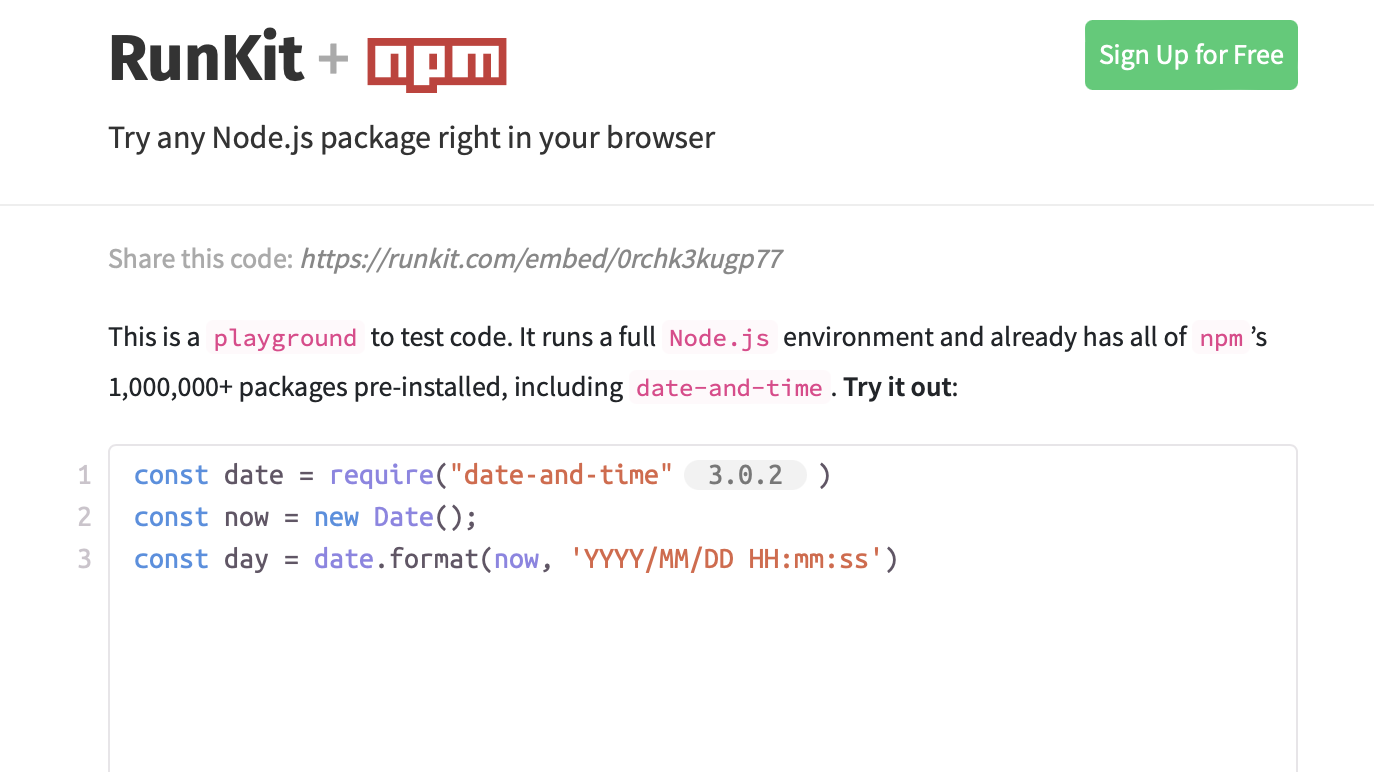 RunKit + npm
Sign Up for Free
Try any Node.js package right in your browser
Share this code: https://runkit.com/embed/0rchk3kugp77
This is a playground to test code. It runs a full Node.js environment and already has all of npm’s
1,000,000+ packages pre-installed, including date-and-time. Try it out:
1 const date = require("date-and-time" 3.0.2 )
2 const now = new Date();
3 const day = date.format(now, 'YYYY/MM/DD HH:mm:ss')